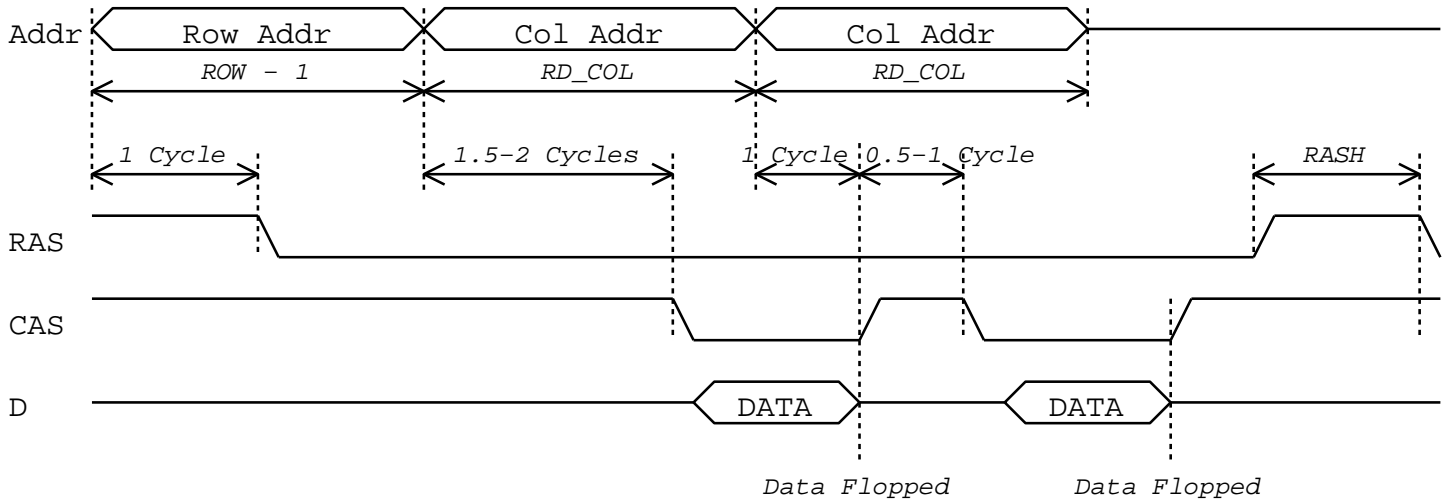 Addr Row Addr Col Addr Col Addr
ROW - 1 RD_COL RD_COL
1 Cycle 1.5-2 Cycles 1 Cycle 0.5-1 Cycle RASH
RAS
CAS
D DATA DATA
Data Flopped Data Flopped